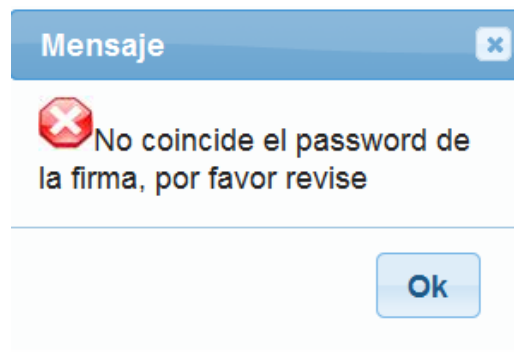 Mensaje
No coincide el password de
la firma, por favor revise
Ok